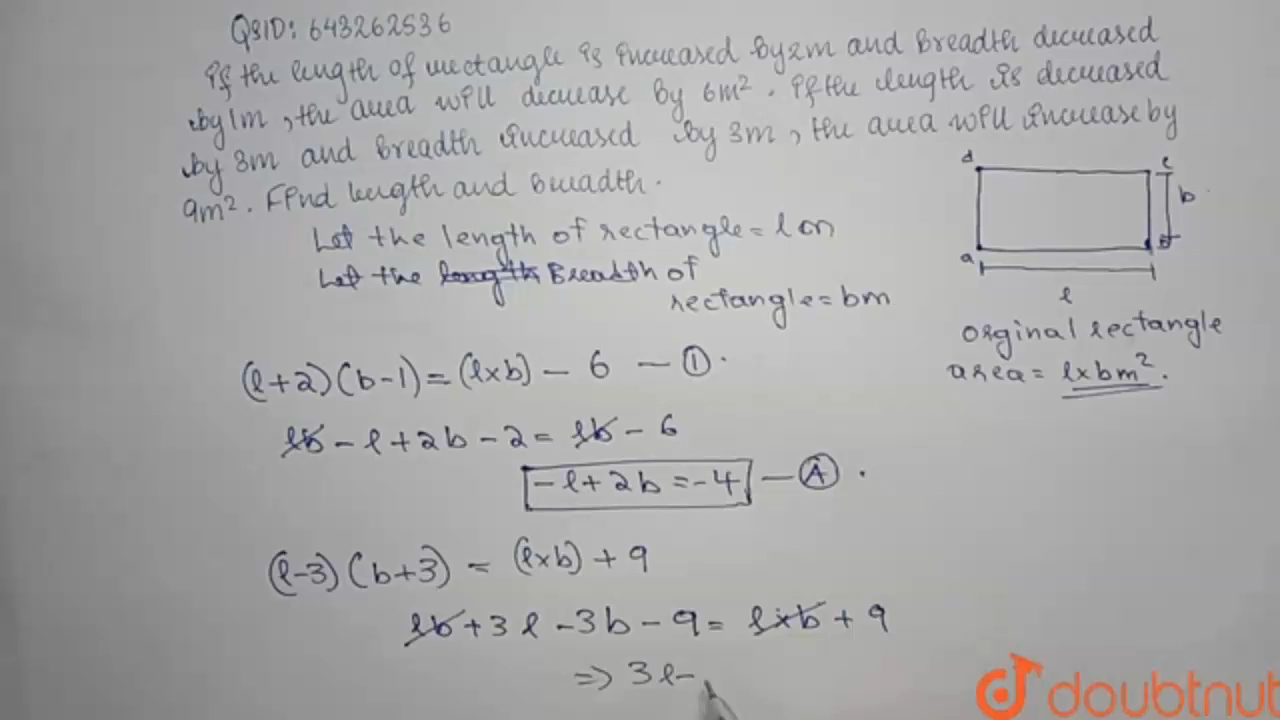 QSID: 643262536
If the length of rectangle is increased by 2m and Breadth decreased
by 1m, the area will decrease by 6m². If the length is decreased
by 3m and Breadth increased by 3m, the area will increase by
9m². Find length and breadth.
Let the length of rectangle = l m
Let the length Breadth of
rectangle = bm
d c
b
a b
l
orginal rectangle
area = l×bm².
(l+2)(b-1)=(l×b) - 6 - ①.
lb - l + 2b - 2 = lb - 6
-l + 2b = -4 - Ⓐ.
(l-3)(b+3) = (l×b) + 9
lb + 3l - 3b - 9 = l×b + 9
=> 3l-
doubtnut